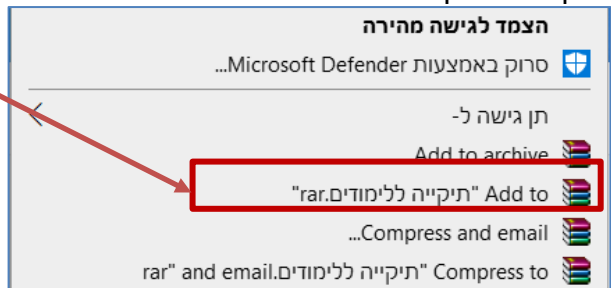 הצמד לגישה מהירה
סרוק באמצעות Microsoft Defender...
תן גישה ל-
Add to archive
Add to "תיקייה ללימודים.rar"
Compress and email...
Compress to "תיקייה ללימודים.rar" and email